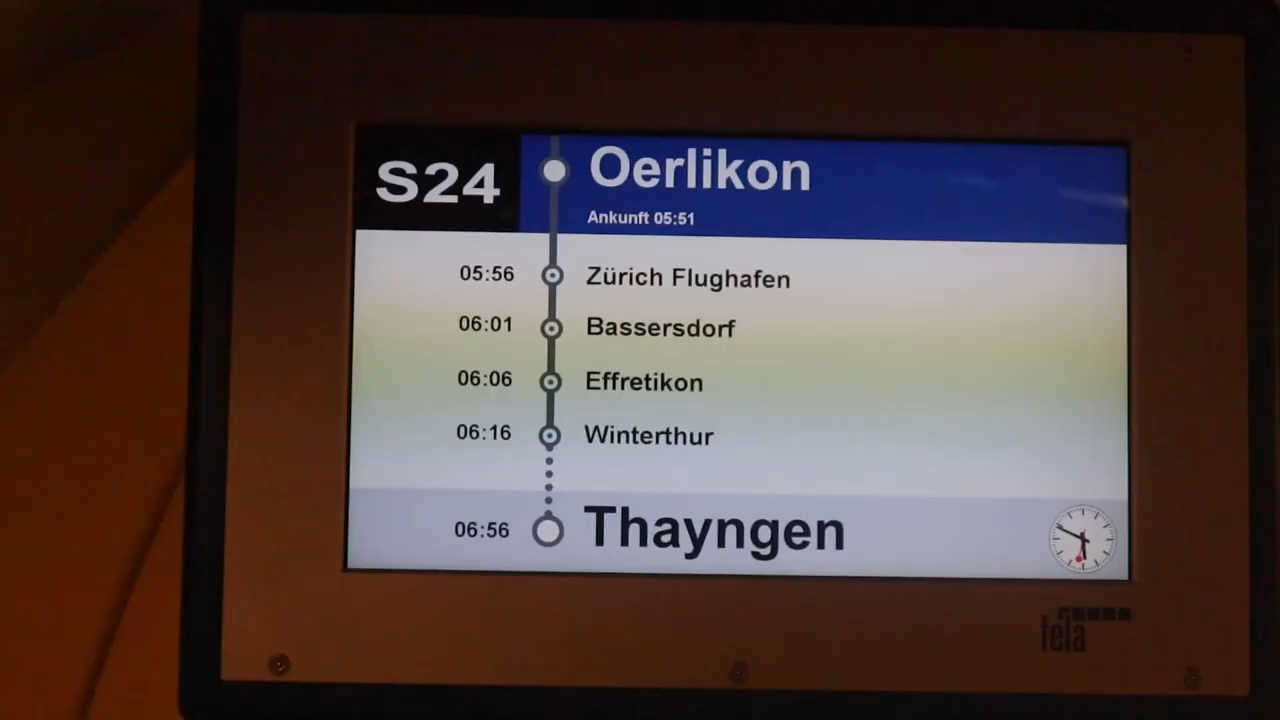 S24
Oerlikon
Ankunft 05:51
05:56 Zürich Flughafen
06:01 Bassersdorf
06:06 Effretikon
06:16 Winterthur
06:56 Thayngen
tela